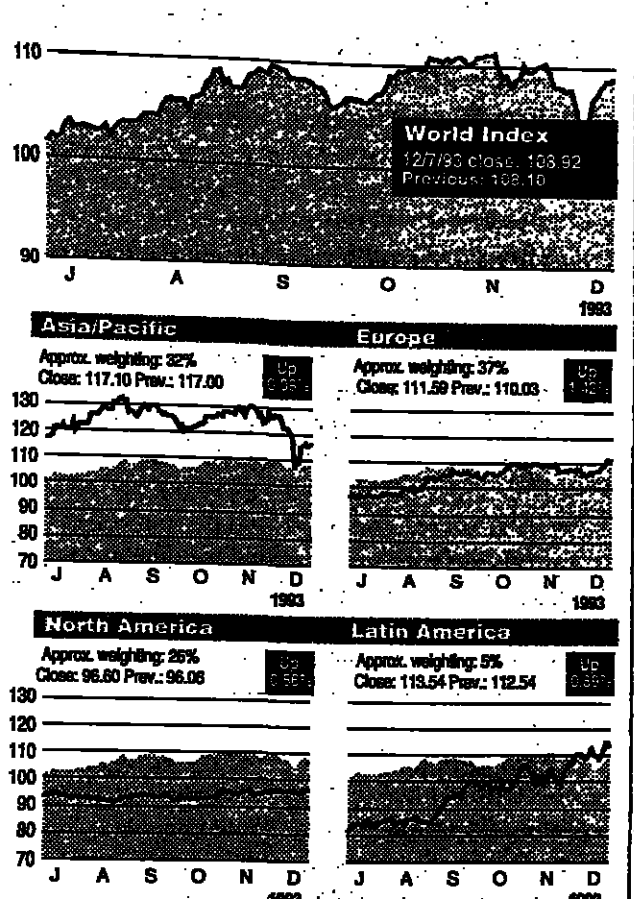 110
100
90
World Index
12/7/93 close: 108.92
Previous: 108.10
J A S O N D
1993
Asia/Pacific
Approx. weighting: 32%
Close: 117.10 Prev.: 117.00
Up
130
120
110
100
90
80
70
J A S O N D
1993
Europe
Approx. weighting: 37%
Close: 111.59 Prev.: 110.03
Up
J A S O N D
1993
North America
Approx. weighting: 26%
Close: 96.60 Prev.: 96.06
Up
130
120
110
100
90
80
70
J A S O N D
1993
Latin America
Approx. weighting: 5%
Close: 113.54 Prev.: 112.54
Up
J A S O N D
1993